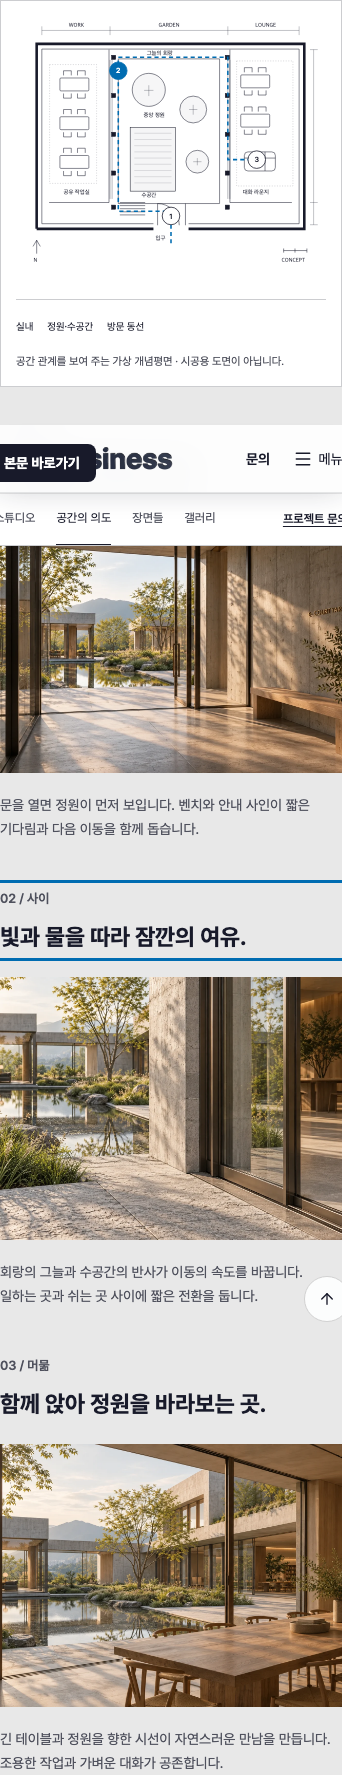 WORK GARDEN LOUNGE
그늘의 회랑
2
중앙 정원
3
공유 작업실 수공간 대화 라운지
1
입구
N CONCEPT
실내 정원·수공간 방문 동선
공간 관계를 보여 주는 가상 개념평면 · 시공용 도면이 아닙니다.
본문 바로가기 siness 문의 메뉴
스튜디오 공간의 의도 장면들 갤러리 프로젝트 문의
문을 열면 정원이 먼저 보입니다. 벤치와 안내 사인이 짧은
기다림과 다음 이동을 함께 돕습니다.
02 / 사이
빛과 물을 따라 잠깐의 여유.
회랑의 그늘과 수공간의 반사가 이동의 속도를 바꿉니다.
일하는 곳과 쉬는 곳 사이에 짧은 전환을 둡니다.
03 / 머묾
함께 앉아 정원을 바라보는 곳.
긴 테이블과 정원을 향한 시선이 자연스러운 만남을 만듭니다.
조용한 작업과 가벼운 대화가 공존합니다.